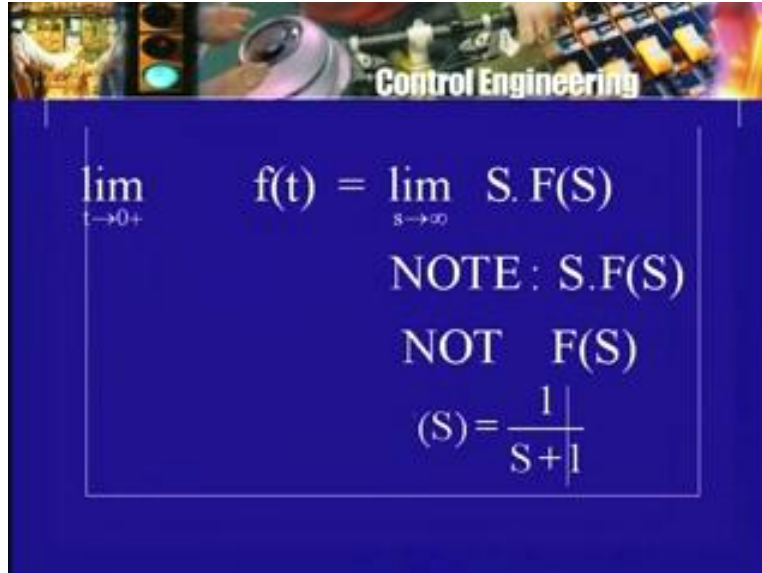 Control Engineering
lim f(t) = lim S. F(S)
t→0+ s→∞
NOTE: S.F(S)
NOT F(S)
(S) = 1
S+1